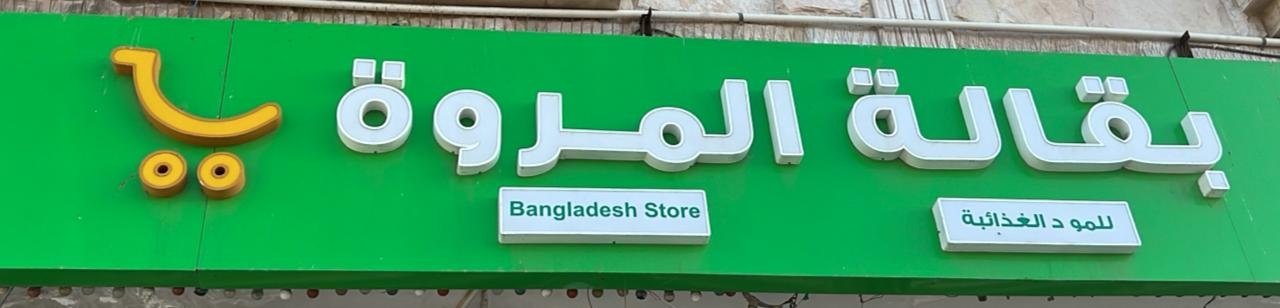 بقالة المروة
للمو د الغذائية
Bangladesh Store